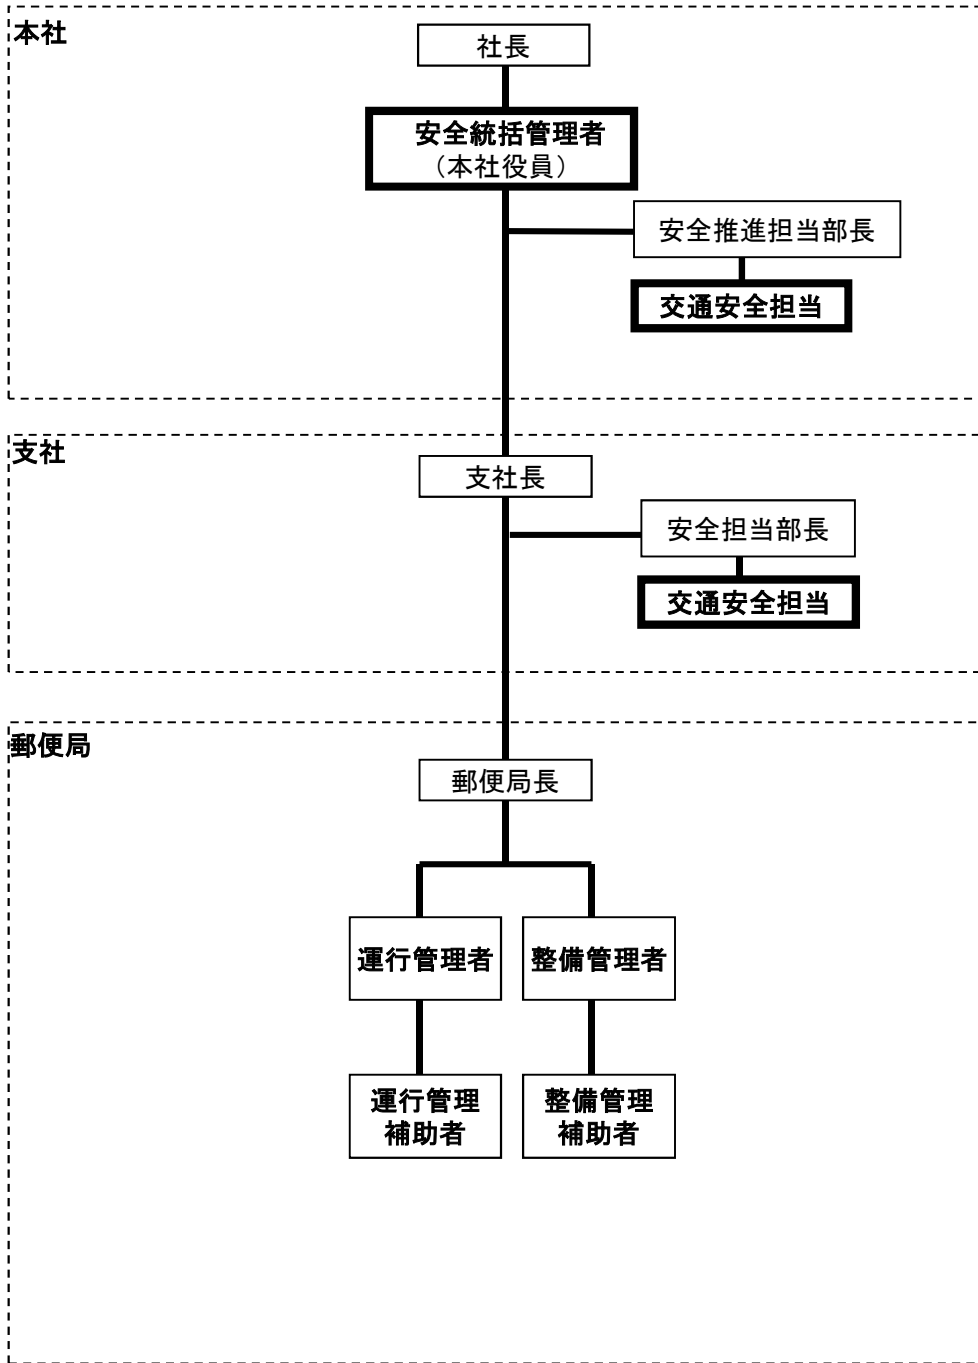 本社
社長
安全統括管理者
（本社役員）
安全推進担当部長
交通安全担当
支社
支社長
安全担当部長
交通安全担当
郵便局
郵便局長
運行管理者
整備管理者
運行管理
補助者
整備管理
補助者